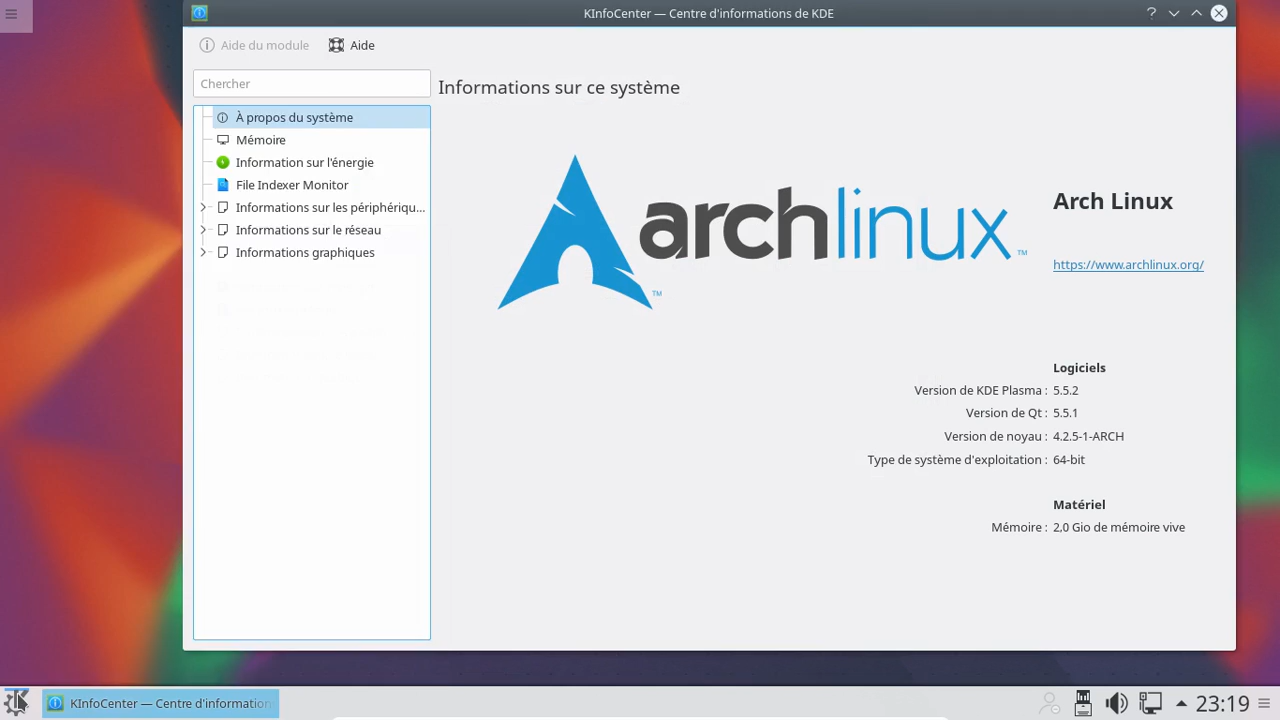 KInfoCenter — Centre d'informations de KDE
Aide du module Aide
Chercher
Informations sur ce système
À propos du système
Mémoire
Information sur l'énergie
File Indexer Monitor
Informations sur les périphériqu...
Informations sur le réseau
Informations graphiques
archlinux™
™
Arch Linux
https://www.archlinux.org/
Logiciels
Version de KDE Plasma : 5.5.2
Version de Qt : 5.5.1
Version de noyau : 4.2.5-1-ARCH
Type de système d'exploitation : 64-bit
Matériel
Mémoire : 2,0 Gio de mémoire vive
KInfoCenter — Centre d'information
23:19